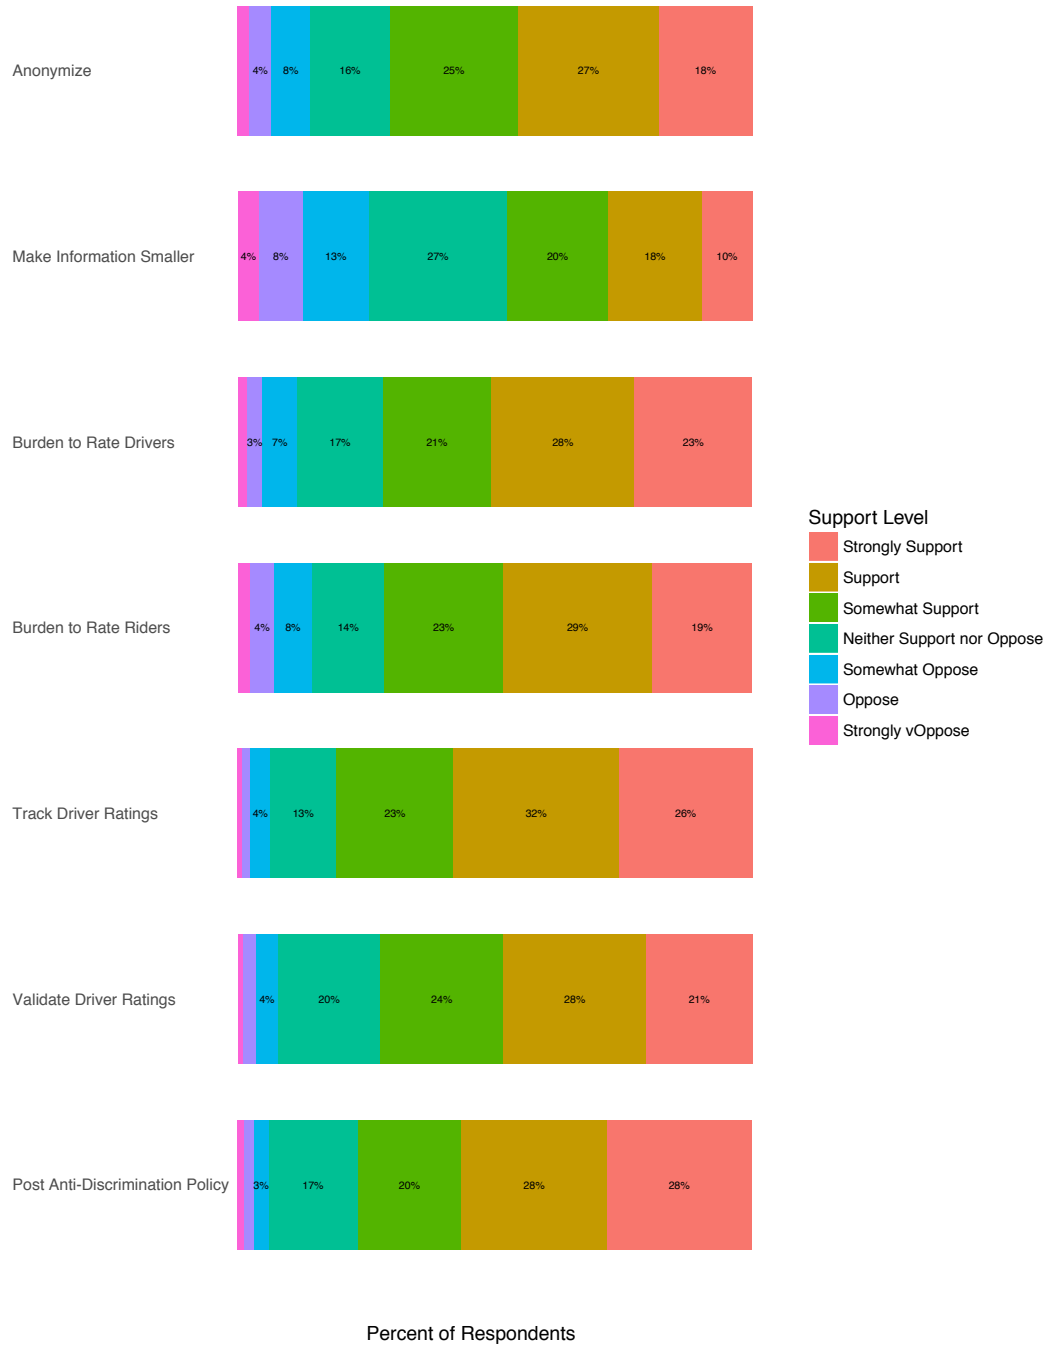 Anonymize
4% 8% 16% 25% 27% 18%
Make Information Smaller
4% 8% 13% 27% 20% 18% 10%
Burden to Rate Drivers
3% 7% 17% 21% 28% 23%
Burden to Rate Riders
4% 8% 14% 23% 29% 19%
Track Driver Ratings
4% 13% 23% 32% 26%
Validate Driver Ratings
4% 20% 24% 28% 21%
Post Anti-Discrimination Policy
3% 17% 20% 28% 28%
Percent of Respondents
Support Level
Strongly Support
Support
Somewhat Support
Neither Support nor Oppose
Somewhat Oppose
Oppose
Strongly vOppose